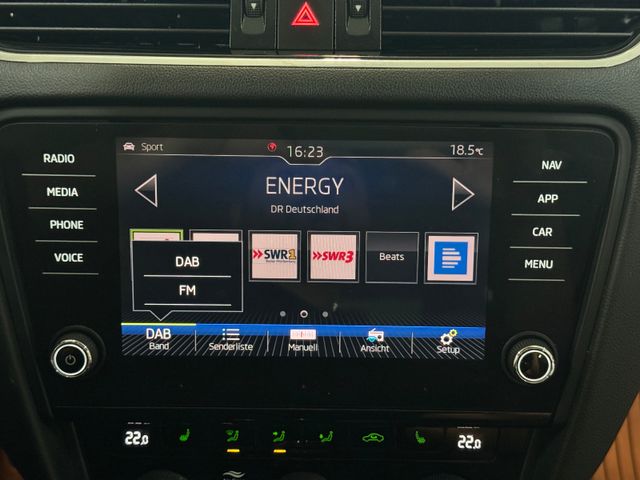 Sport
16:23
18.5°C
ENERGY
DR Deutschland
RADIO
MEDIA
PHONE
VOICE
NAV
APP
CAR
MENU
SWR1
SWR3
Beats
DAB
FM
DAB
Band
Senderliste
Manuell
Ansicht
Setup
22.0
22.0